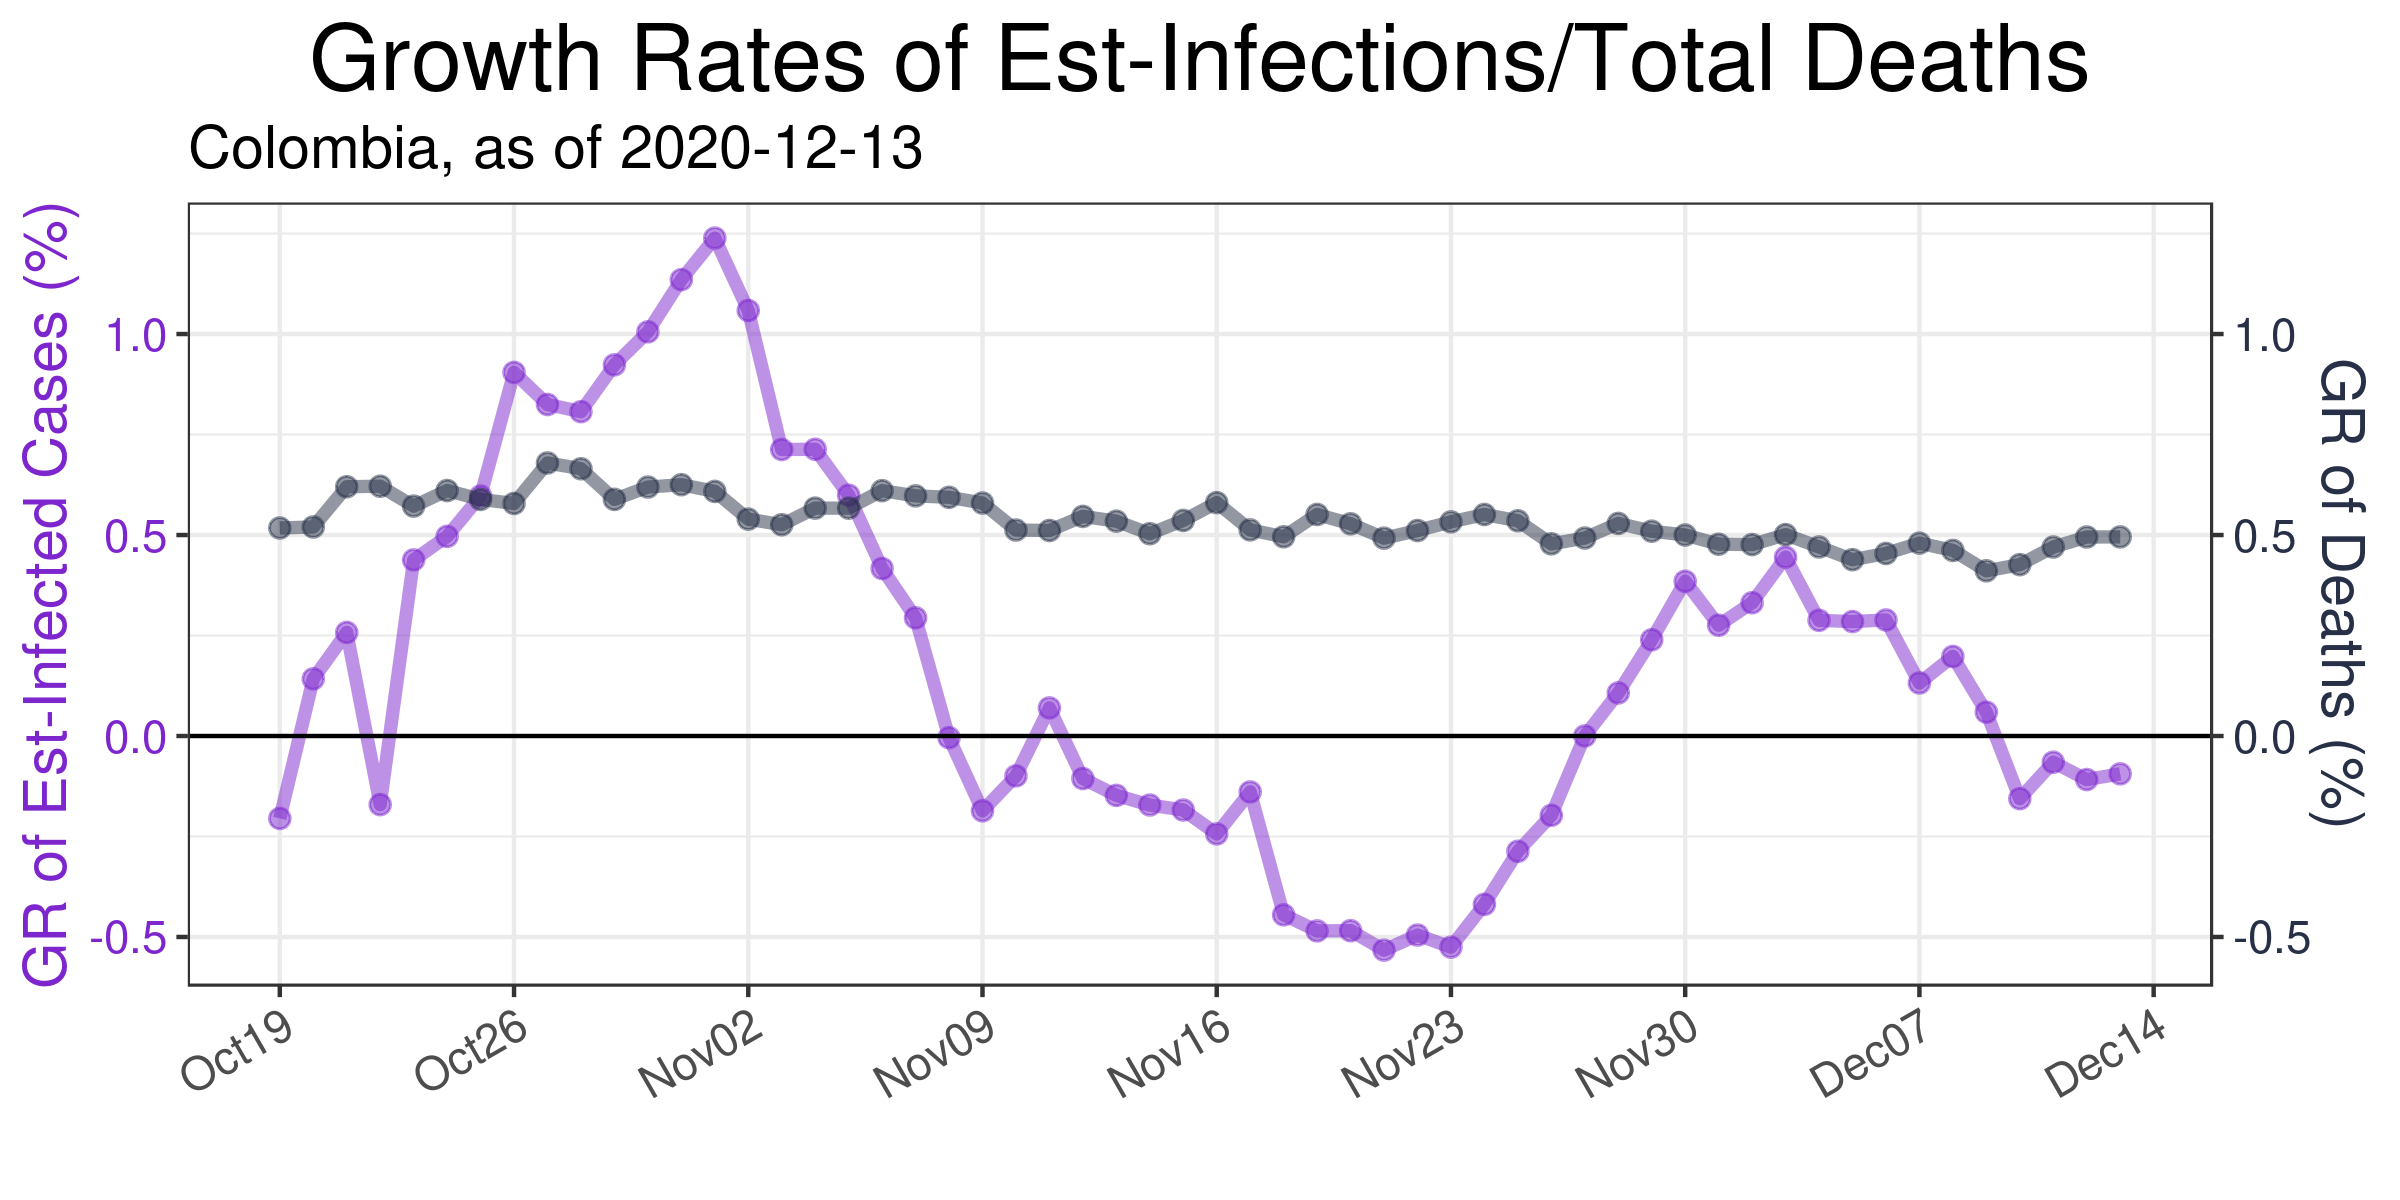 Growth Rates of Est-Infections/Total Deaths
Colombia, as of 2020-12-13
GR of Est-Infected Cases (%)
1.0
0.5
0.0
-0.5
1.0
0.5
0.0
-0.5
GR of Deaths (%)
Oct19 Oct26 Nov02 Nov09 Nov16 Nov23 Nov30 Dec07 Dec14